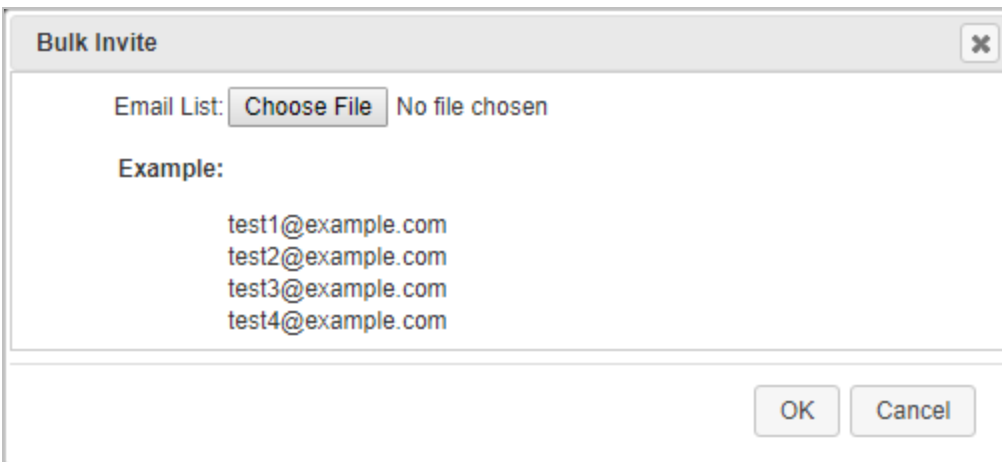 Bulk Invite
Email List: Choose File No file chosen
Example:
test1@example.com
test2@example.com
test3@example.com
test4@example.com
OK Cancel